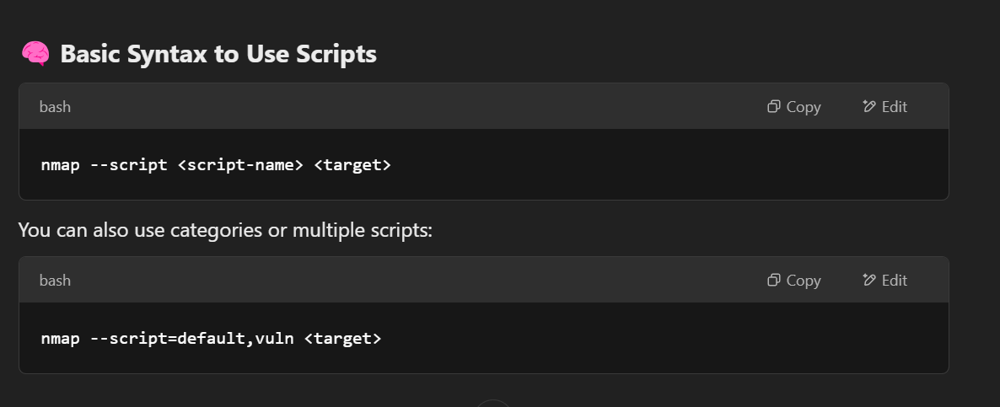 🧠 Basic Syntax to Use Scripts
bash Copy Edit
nmap --script <script-name> <target>
You can also use categories or multiple scripts:
bash Copy Edit
nmap --script=default,vuln <target>